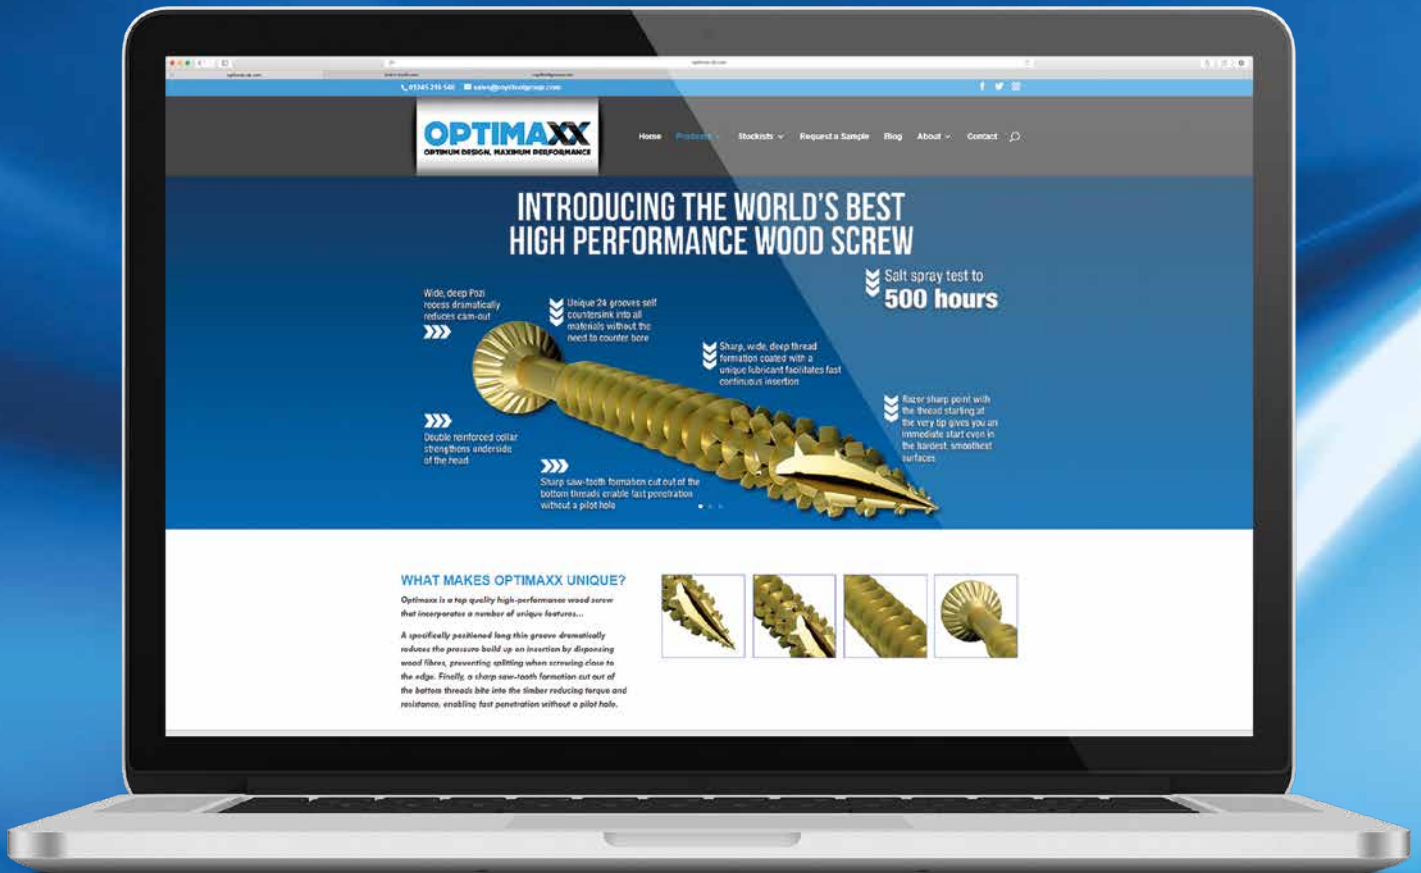 optimaxx-uk.com
01245 219 540
OPTIMAXX
OPTIMUM DESIGN, MAXIMUM PERFORMANCE
Home Products Stockists Request a Sample Blog About Contact
INTRODUCING THE WORLD'S BEST
HIGH PERFORMANCE WOOD SCREW
Salt spray test to
500 hours
Wide, deep Pozi
recess dramatically
reduces cam-out
Unique 24 grooves self
countersink into all
materials without the
need to counter bore
Sharp, wide, deep thread
formation coated with a
unique lubricant facilitates fast
continuous insertion
Razor sharp point with
the thread starting at
the very tip gives you an
immediate start even in
the hardest, smoothest
surfaces
Double reinforced collar
strengthens underside
of the head
Sharp saw-tooth formation cut out of the
bottom threads enable fast penetration
without a pilot hole
WHAT MAKES OPTIMAXX UNIQUE?
Optimaxx is a top quality high-performance wood screw
that incorporates a number of unique features...
A specifically positioned long thin groove dramatically
reduces the pressure build up on insertion by dispensing
wood fibres, preventing splitting when screwing close to
the edge. Finally, a sharp saw-tooth formation cut out of
the bottom threads bite into the timber reducing torque and
resistance, enabling fast penetration without a pilot hole.